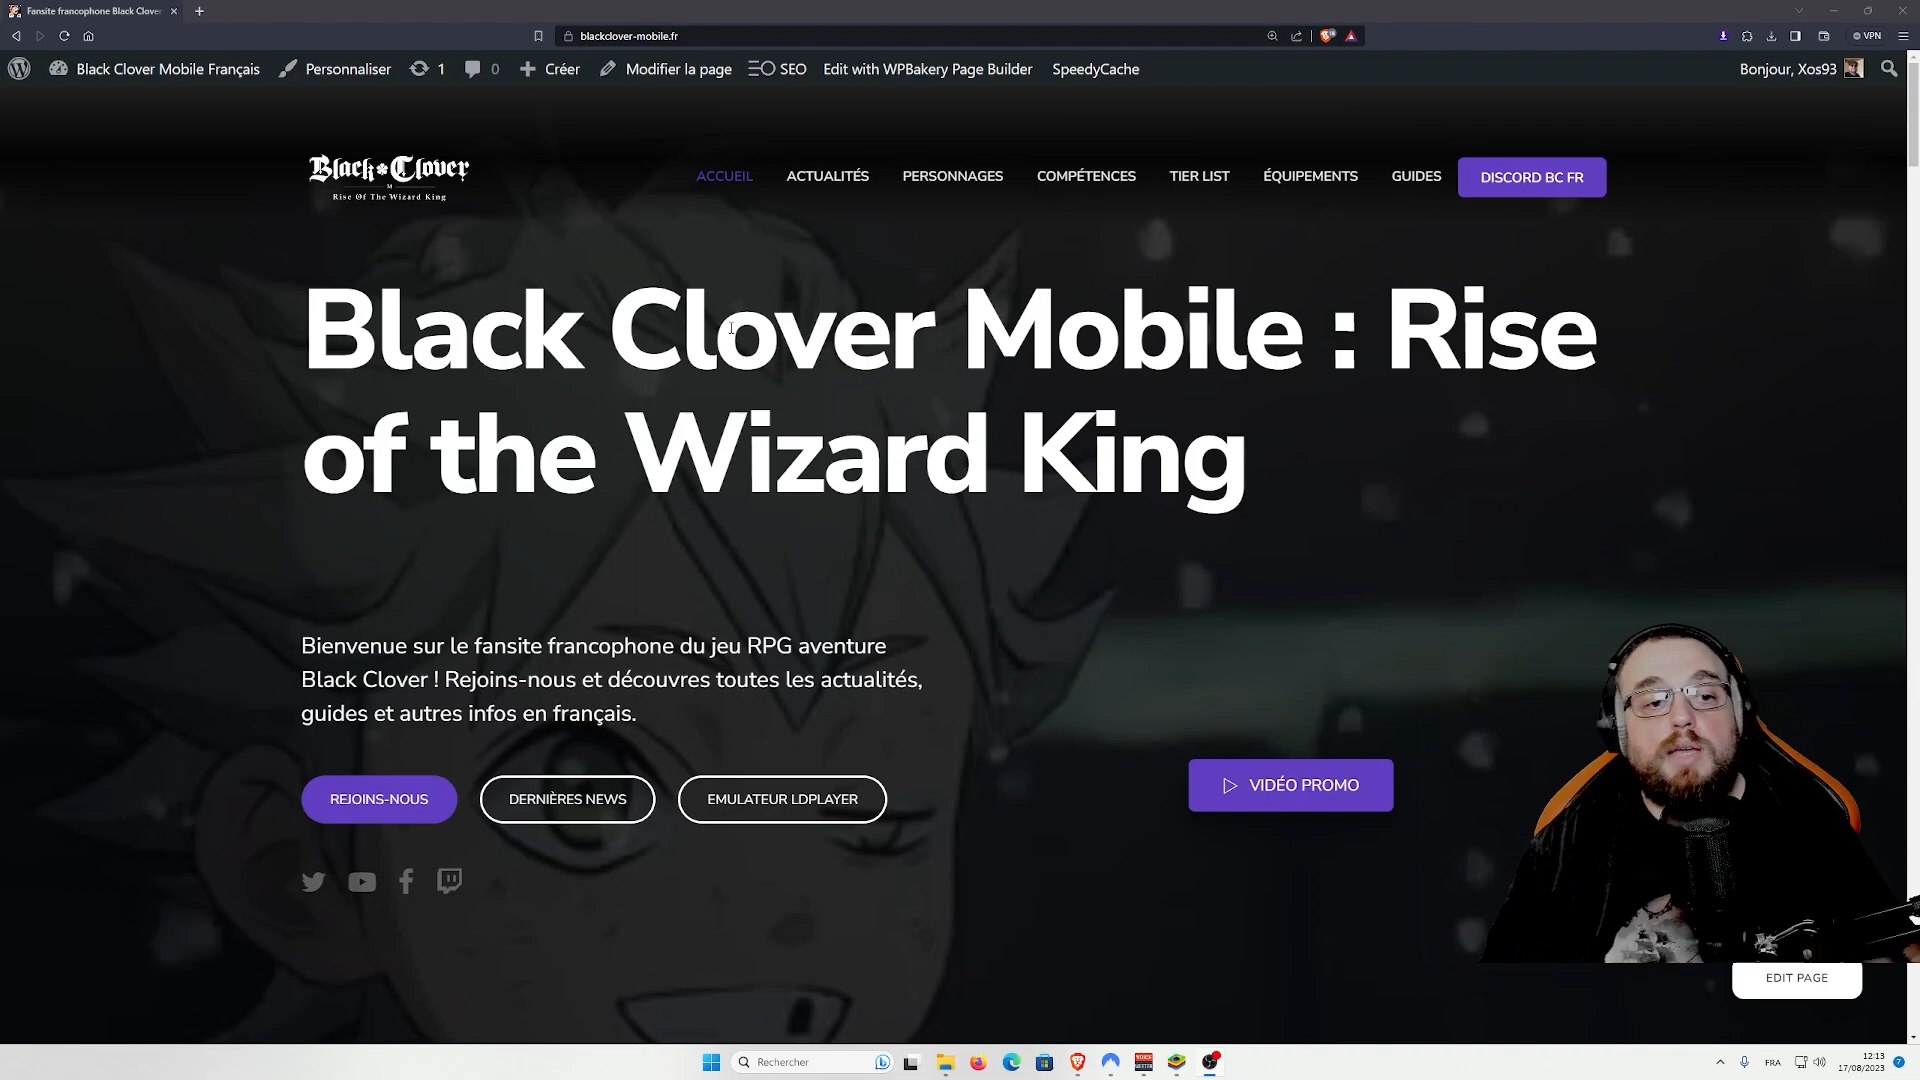 Fansite francophone Black Clover
blackclover-mobile.fr
VPN
Black Clover Mobile Français
Personnaliser
1
0
Créer
Modifier la page
SEO
Edit with WPBakery Page Builder
SpeedyCache
Bonjour, Xos93
Black Clover
M
Rise Of The Wizard King
ACCUEIL
ACTUALITÉS
PERSONNAGES
COMPÉTENCES
TIER LIST
ÉQUIPEMENTS
GUIDES
DISCORD BC FR
Black Clover Mobile : Rise
of the Wizard King
Bienvenue sur le fansite francophone du jeu RPG aventure
Black Clover ! Rejoins-nous et découvres toutes les actualités,
guides et autres infos en français.
REJOINS-NOUS
DERNIÈRES NEWS
EMULATEUR LDPLAYER
VIDÉO PROMO
EDIT PAGE
Rechercher
FRA
12:13
17/08/2023
7